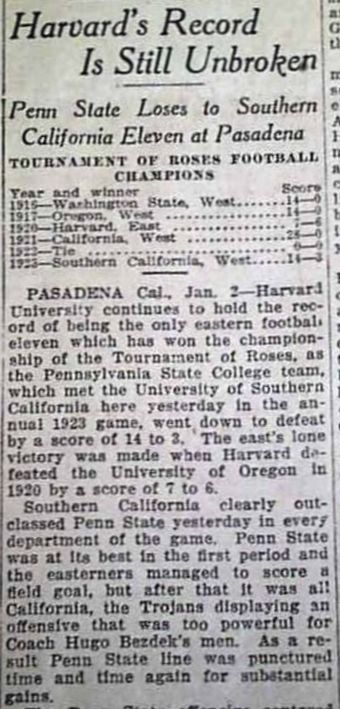 Harvard's Record
Is Still Unbroken
Penn State Loses to Southern
California Eleven at Pasadena
TOURNAMENT OF ROSES FOOTBALL
CHAMPIONS
Year and winner Score
1916—Washington State, West.....14—0
1917—Oregon, West ...............14—0
1920—Harvard, East ...............7—6
1921—California, West ............28—0
1922—Tie ..........................0—0
1923—Southern California, West.....14—3
PASADENA Cal., Jan. 2—Harvard
University continues to hold the rec-
ord of being the only eastern football
eleven which has won the champion-
ship of the Tournament of Roses, as
the Pennsylvania State College team,
which met the University of Southern
California here yesterday in the an-
nual 1923 game, went down to defeat
by a score of 14 to 3. The east's lone
victory was made when Harvard de-
feated the University of Oregon in
1920 by a score of 7 to 6.
Southern California clearly out-
classed Penn State yesterday in every
department of the game. Penn State
was at its best in the first period and
the easterners managed to score a
field goal, but after that it was all
California, the Trojans displaying an
offensive that was too powerful for
Coach Hugo Bezdek's men. As a re-
sult Penn State line was punctured
time and time again for substantial
gains.